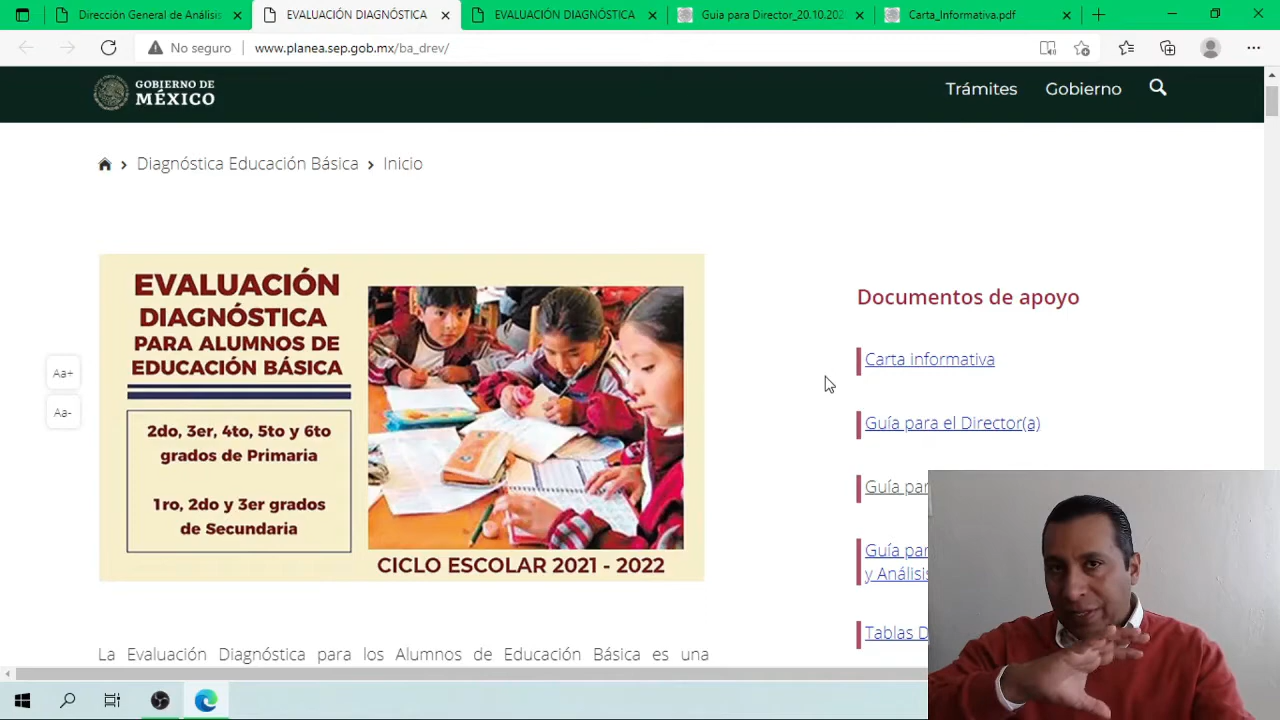 Dirección General de Análisis
EVALUACIÓN DIAGNÓSTICA
EVALUACIÓN DIAGNÓSTICA
Guia para Director_20.10.202
Carta_Informativa.pdf
No seguro
www.planea.sep.gob.mx/ba_drev/
GOBIERNO DE
MÉXICO
Trámites
Gobierno
Diagnóstica Educación Básica
Inicio
EVALUACIÓN
DIAGNÓSTICA
PARA ALUMNOS DE
EDUCACIÓN BÁSICA
2do, 3er, 4to, 5to y 6to
grados de Primaria
1ro, 2do y 3er grados
de Secundaria
CICLO ESCOLAR 2021 - 2022
Aa+
Aa-
La Evaluación Diagnóstica para los Alumnos de Educación Básica es una
Documentos de apoyo
Carta informativa
Guía para el Director(a)
Guía par
Guía par
y Análisis
Tablas D